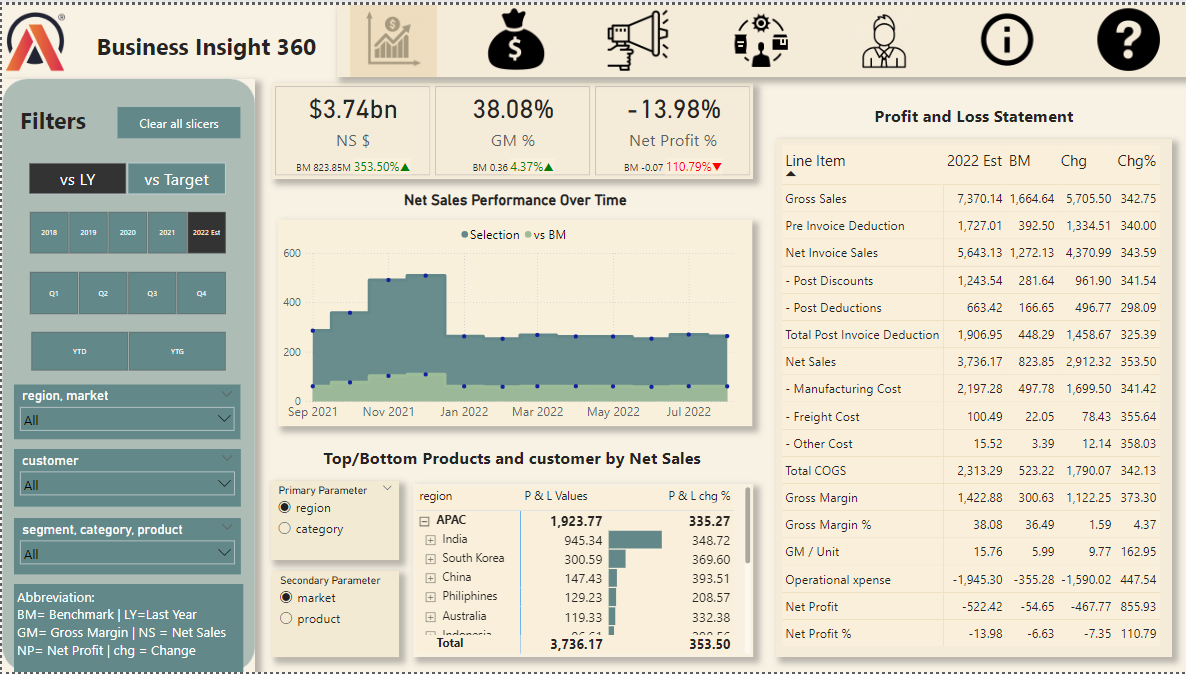 Business Insight 360
$
$
i
?
Filters
Clear all slicers
vs LY vs Target
2018 2019 2020 2021 2022 Est
Q1 Q2 Q3 Q4
YTD YTG
region, market
All
customer
All
segment, category, product
All
Abbreviation:
BM= Benchmark | LY=Last Year
GM= Gross Margin | NS = Net Sales
NP= Net Profit | chg = Change
$3.74bn
NS $
BM 823.85M 353.50%▲
38.08%
GM %
BM 0.36 4.37%▲
-13.98%
Net Profit %
BM -0.07 110.79%▼
Net Sales Performance Over Time
Selection vs BM
600
400
200
0
Sep 2021 Nov 2021 Jan 2022 Mar 2022 May 2022 Jul 2022
Top/Bottom Products and customer by Net Sales
Primary Parameter
region
category
Secondary Parameter
market
product
region P & L Values P & L chg %
APAC 1,923.77 335.27
India 945.34 348.72
South Korea 300.59 369.60
China 147.43 393.51
Philiphines 129.23 208.57
Australia 119.33 332.38
Total 3,736.17 353.50
Profit and Loss Statement
Line Item 2022 Est BM Chg Chg%
Gross Sales 7,370.14 1,664.64 5,705.50 342.75
Pre Invoice Deduction 1,727.01 392.50 1,334.51 340.00
Net Invoice Sales 5,643.13 1,272.13 4,370.99 343.59
- Post Discounts 1,243.54 281.64 961.90 341.54
- Post Deductions 663.42 166.65 496.77 298.09
Total Post Invoice Deduction 1,906.95 448.29 1,458.67 325.39
Net Sales 3,736.17 823.85 2,912.32 353.50
- Manufacturing Cost 2,197.28 497.78 1,699.50 341.42
- Freight Cost 100.49 22.05 78.43 355.64
- Other Cost 15.52 3.39 12.14 358.03
Total COGS 2,313.29 523.22 1,790.07 342.13
Gross Margin 1,422.88 300.63 1,122.25 373.30
Gross Margin % 38.08 36.49 1.59 4.37
GM / Unit 15.76 5.99 9.77 162.95
Operational xpense -1,945.30 -355.28 -1,590.02 447.54
Net Profit -522.42 -54.65 -467.77 855.93
Net Profit % -13.98 -6.63 -7.35 110.79